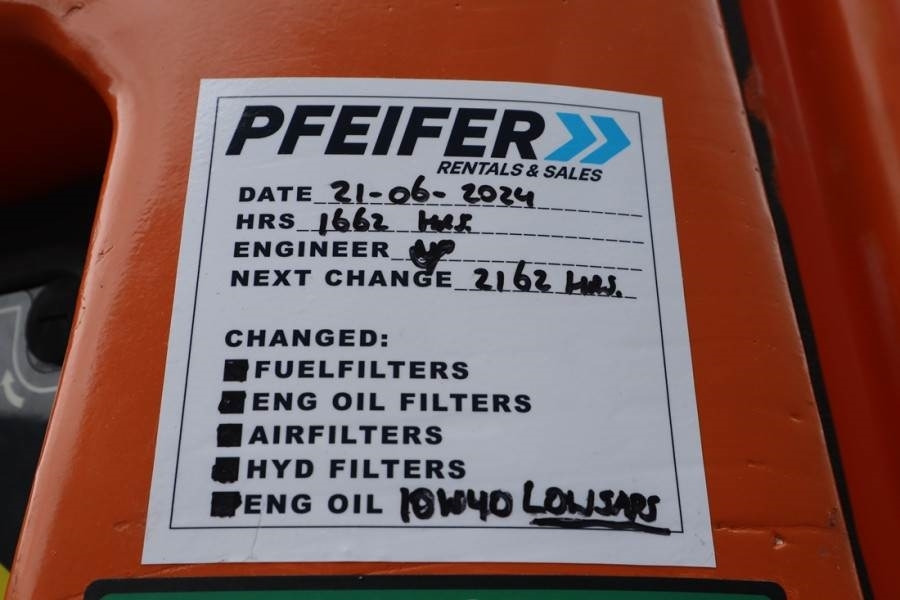 PFEIFER
RENTALS & SALES
DATE 21-06-2024
HRS 1662 HRS.
ENGINEER
NEXT CHANGE 2162 HRS.
CHANGED:
FUELFILTERS
ENG OIL FILTERS
AIRFILTERS
HYD FILTERS
ENG OIL 10W40 LOWSAPS